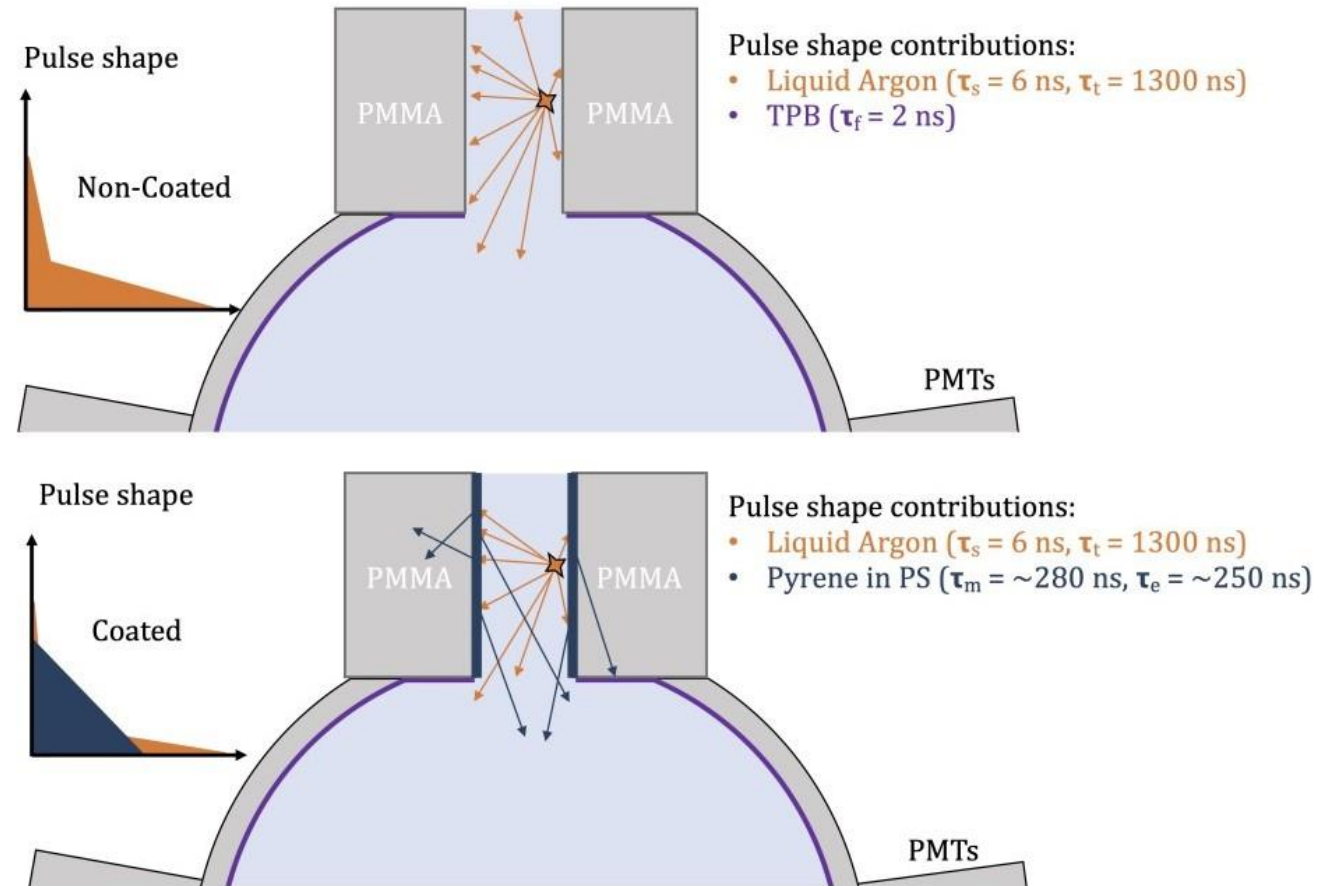 Pulse shape
Non-Coated
PMMA
PMMA
Pulse shape contributions:
• Liquid Argon (τs = 6 ns, τt = 1300 ns)
• TPB (τf = 2 ns)
PMTs
Pulse shape
Coated
PMMA
PMMA
Pulse shape contributions:
• Liquid Argon (τs = 6 ns, τt = 1300 ns)
• Pyrene in PS (τm = ~280 ns, τe = ~250 ns)
PMTs